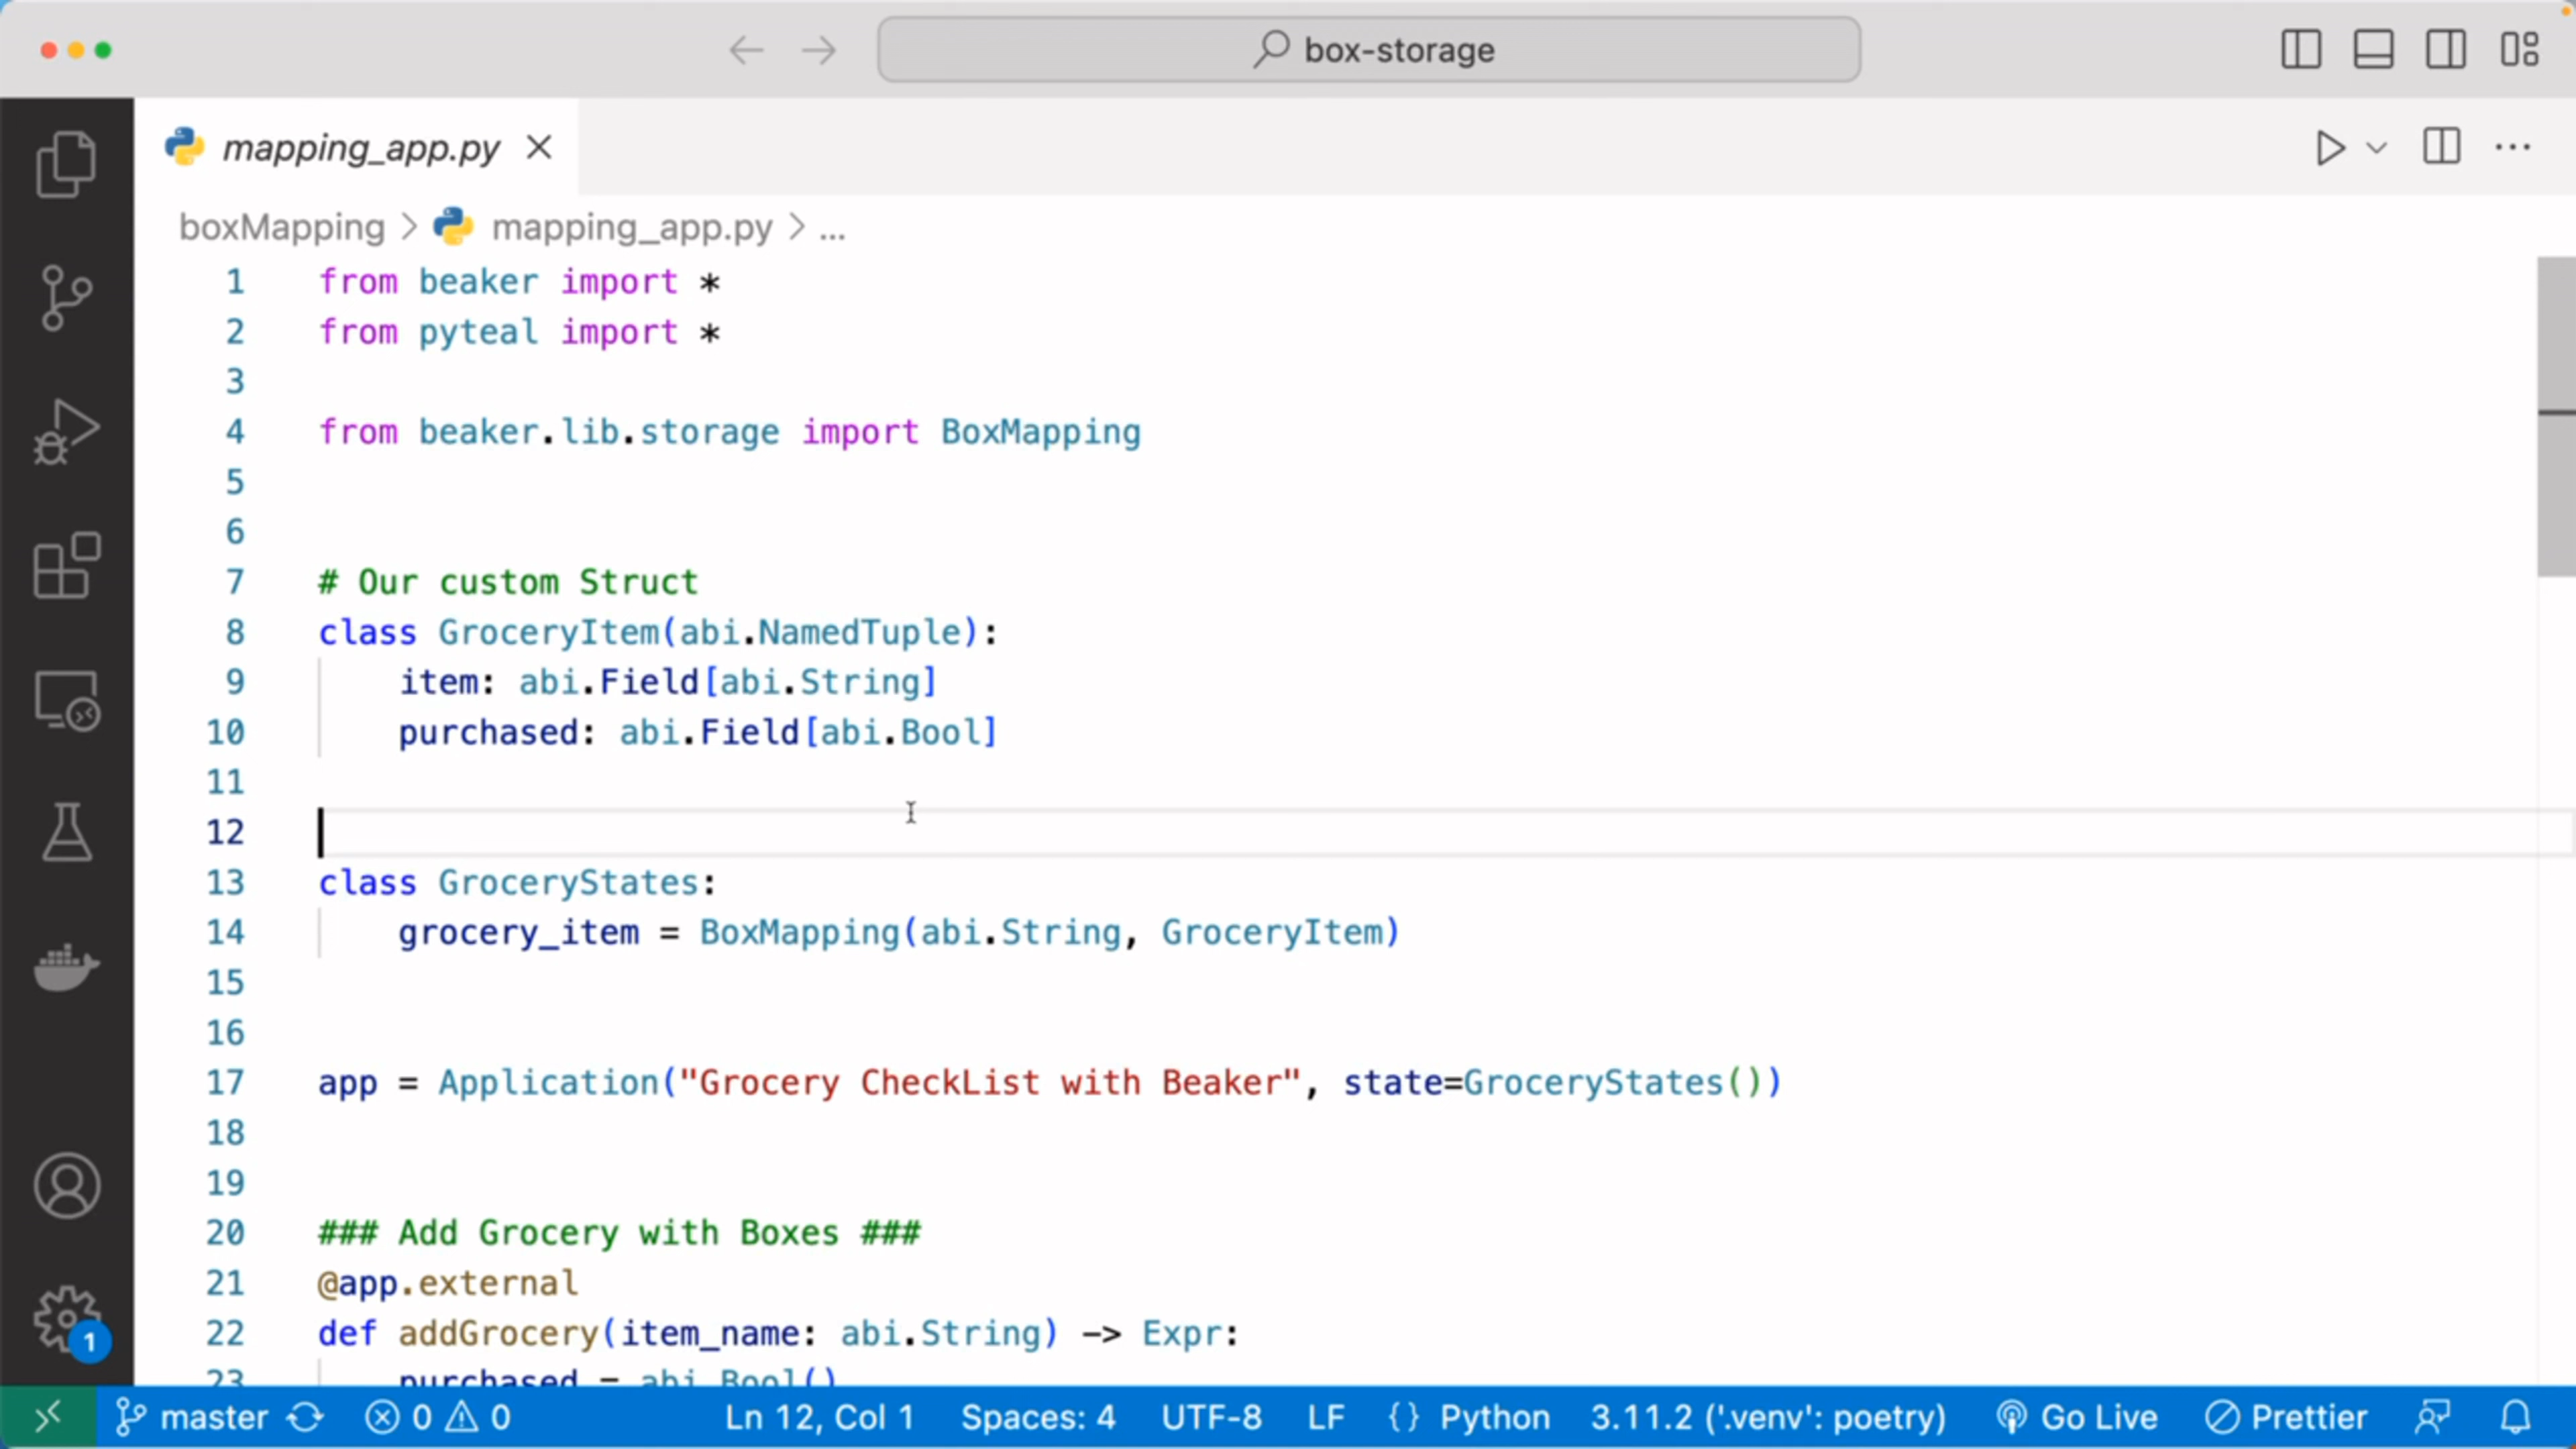 box-storage
mapping_app.py
boxMapping > mapping_app.py > ...
1 from beaker import *
2 from pyteal import *
3
4 from beaker.lib.storage import BoxMapping
5
6
7 # Our custom Struct
8 class GroceryItem(abi.NamedTuple):
9     item: abi.Field[abi.String]
10     purchased: abi.Field[abi.Bool]
11
12
13 class GroceryStates:
14     grocery_item = BoxMapping(abi.String, GroceryItem)
15
16
17 app = Application("Grocery CheckList with Beaker", state=GroceryStates())
18
19
20 ### Add Grocery with Boxes ###
21 @app.external
22 def addGrocery(item_name: abi.String) -> Expr:
23     purchased = abi.Bool()
1
master 0 0 Ln 12, Col 1 Spaces: 4 UTF-8 LF {} Python 3.11.2 ('.venv': poetry) Go Live Prettier